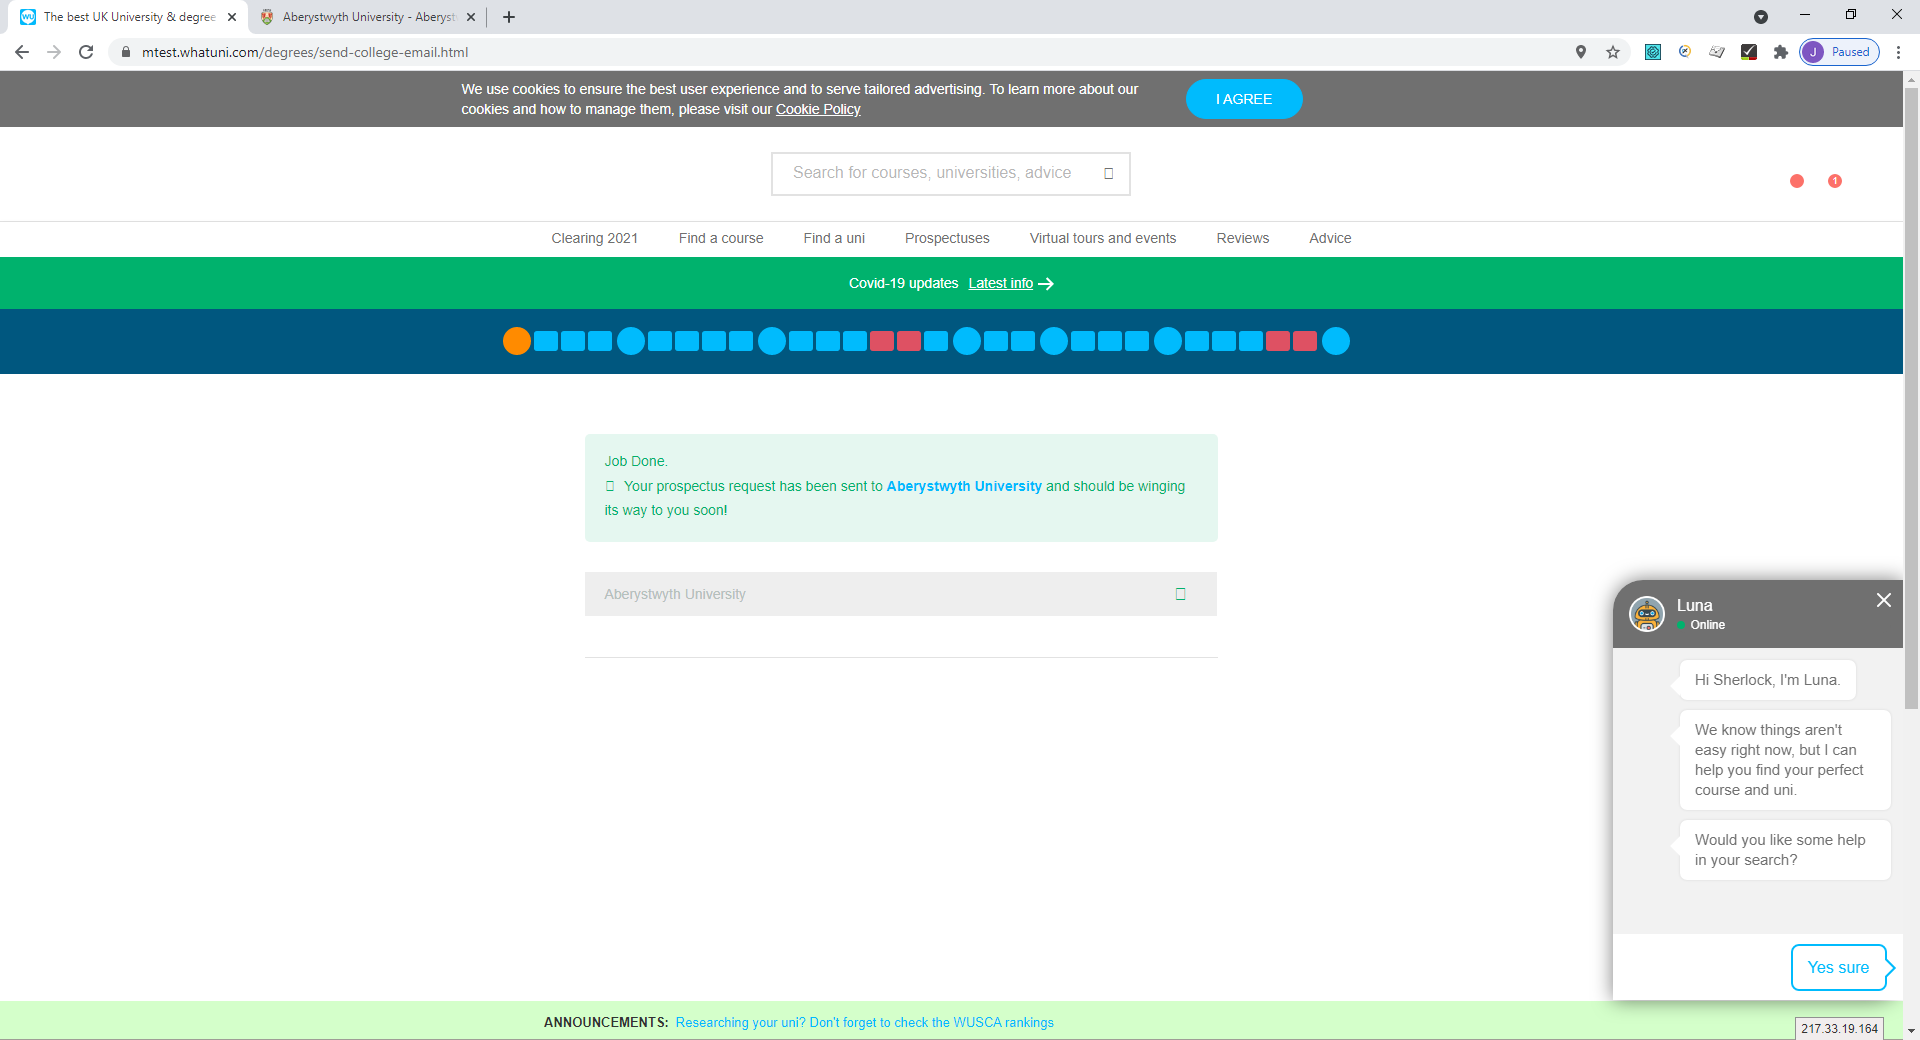 The best UK University & degree
Aberystwyth University - Aberyst
mtest.whatuni.com/degrees/send-college-email.html
J Paused
We use cookies to ensure the best user experience and to serve tailored advertising. To learn more about our
cookies and how to manage them, please visit our Cookie Policy
I AGREE
Search for courses, universities, advice
1
Clearing 2021 Find a course Find a uni Prospectuses Virtual tours and events Reviews Advice
Covid-19 updates Latest info
Job Done.
Your prospectus request has been sent to Aberystwyth University and should be winging
its way to you soon!
Aberystwyth University
Luna
Online
Hi Sherlock, I'm Luna.
We know things aren't
easy right now, but I can
help you find your perfect
course and uni.
Would you like some help
in your search?
Yes sure
ANNOUNCEMENTS: Researching your uni? Don't forget to check the WUSCA rankings
217.33.19.164